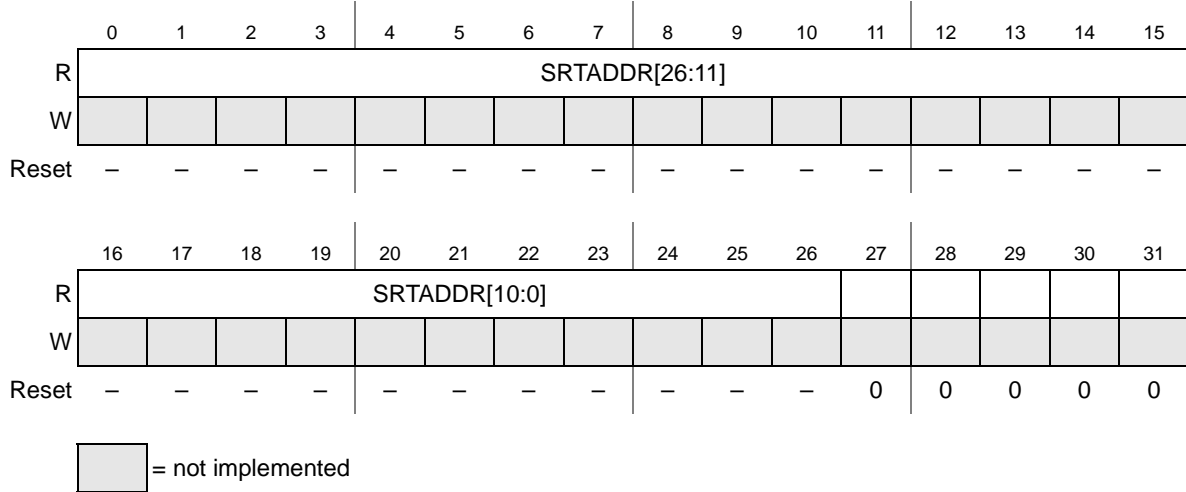 0 1 2 3 4 5 6 7 8 9 10 11 12 13 14 15
R SRTADDR[26:11]
W
Reset – – – – – – – – – – – – – – – –
16 17 18 19 20 21 22 23 24 25 26 27 28 29 30 31
R SRTADDR[10:0]
W
Reset – – – – – – – – – – – 0 0 0 0 0
= not implemented